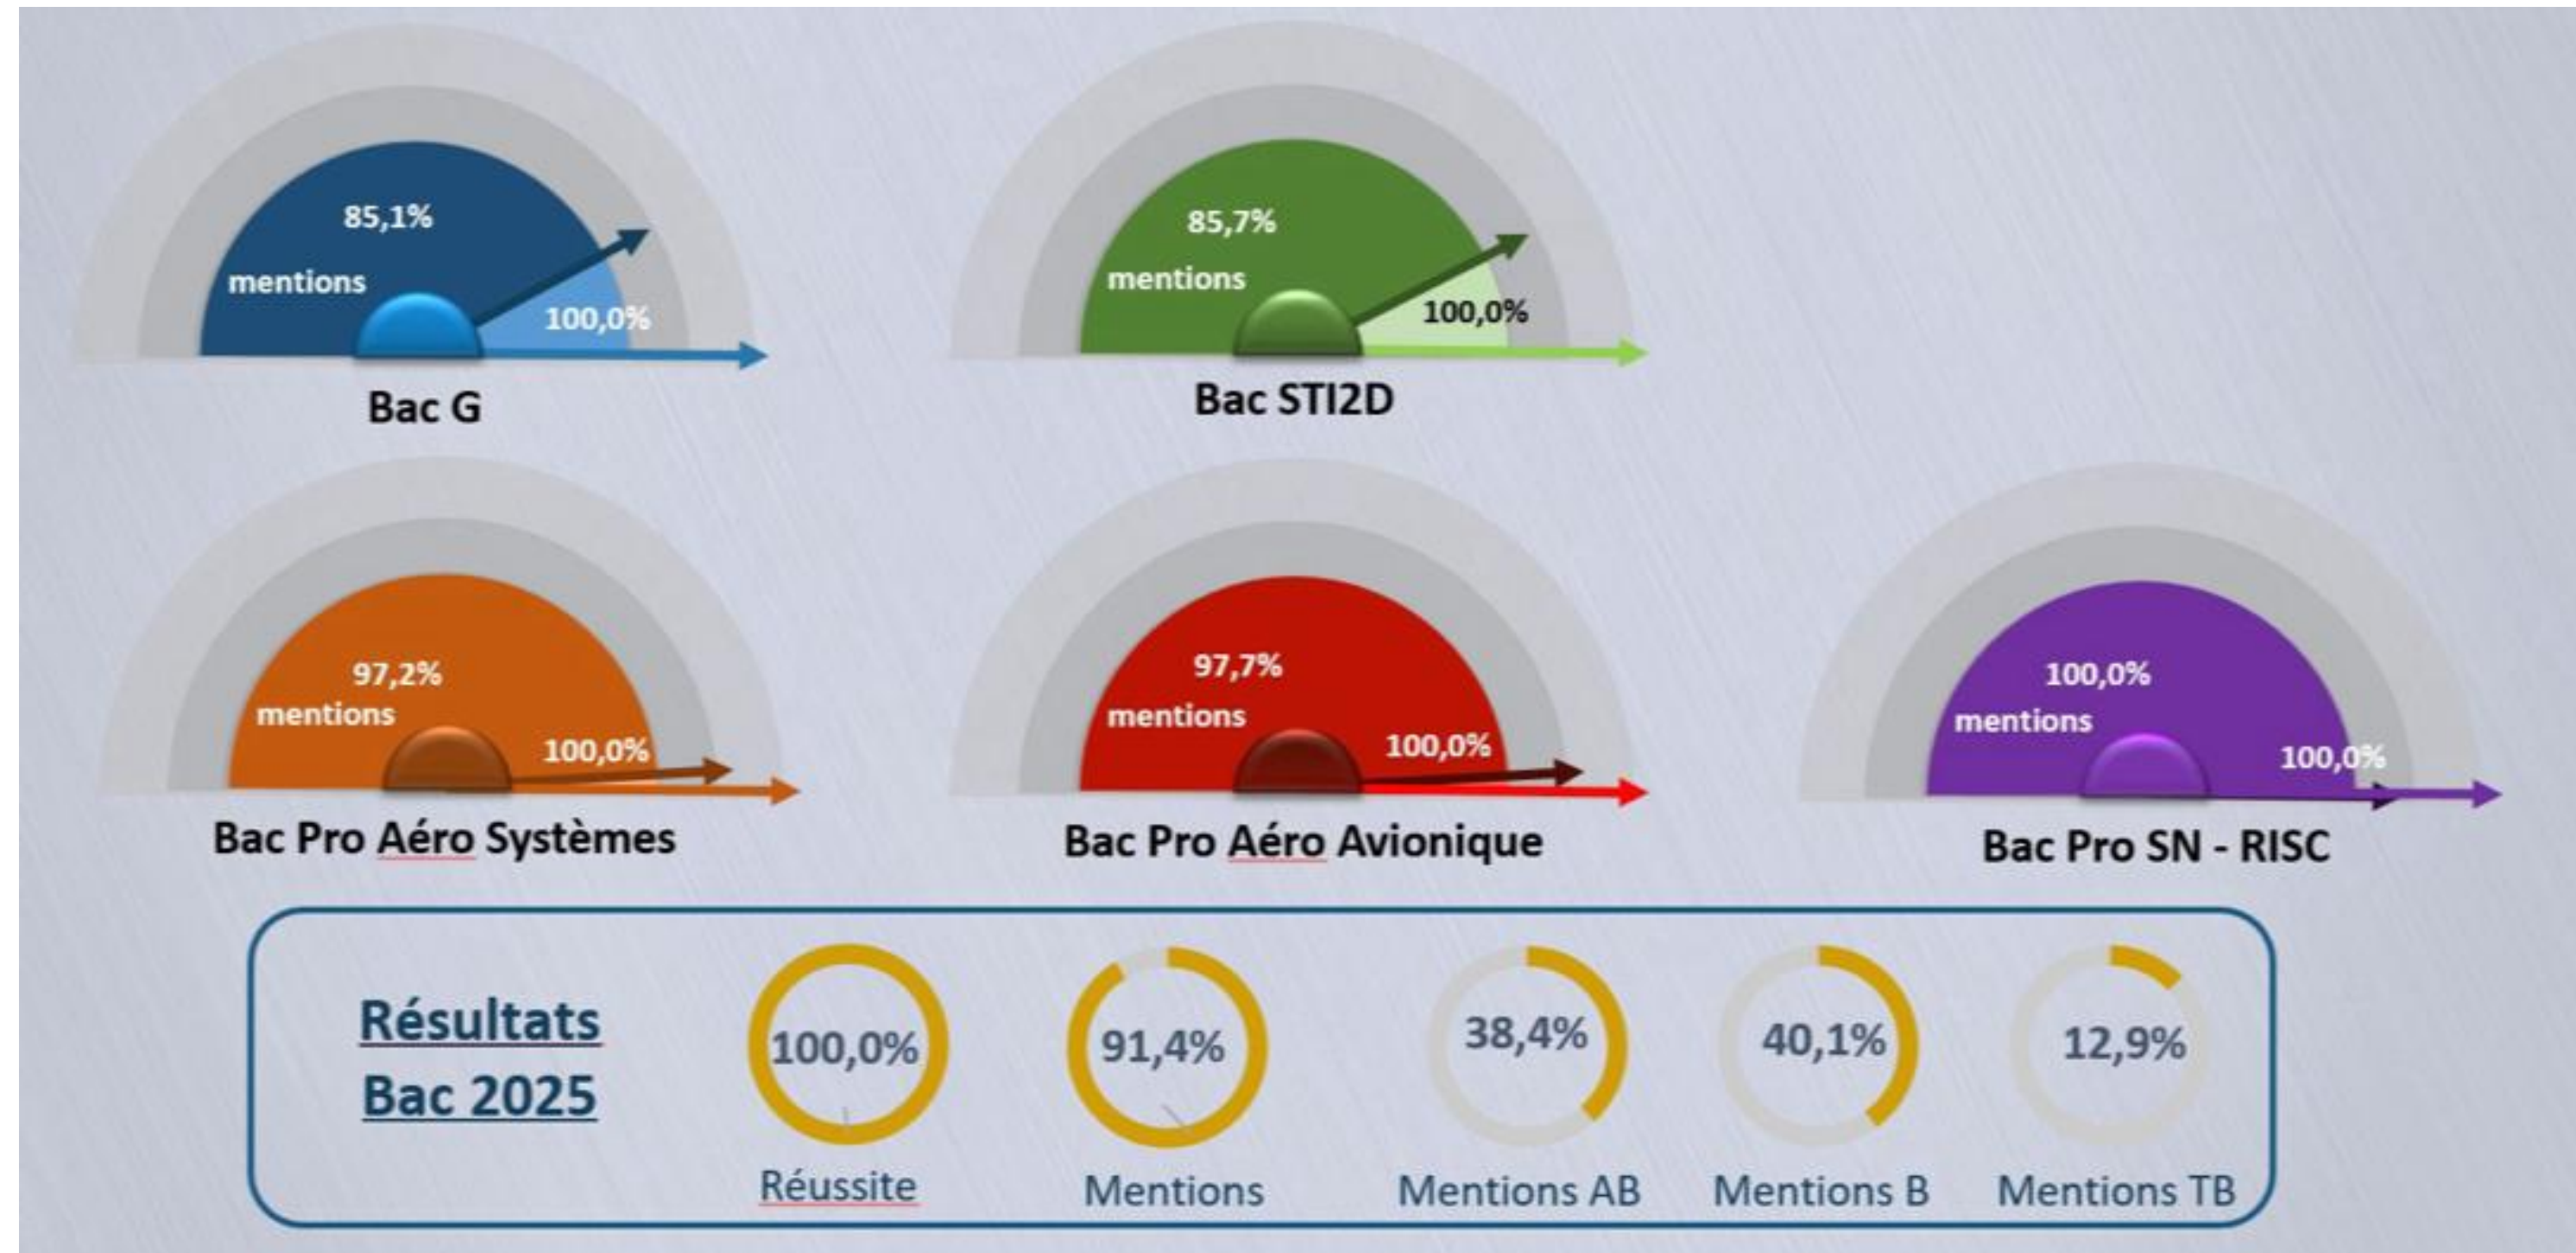 85,1%
mentions
100,0%
Bac G
85,7%
mentions
100,0%
Bac STI2D
97,2%
mentions
100,0%
Bac Pro Aéro Systèmes
97,7%
mentions
100,0%
Bac Pro Aéro Avionique
100,0%
mentions
100,0%
Bac Pro SN - RISC
Résultats
Bac 2025
100,0%
Réussite
91,4%
Mentions
38,4%
Mentions AB
40,1%
Mentions B
12,9%
Mentions TB